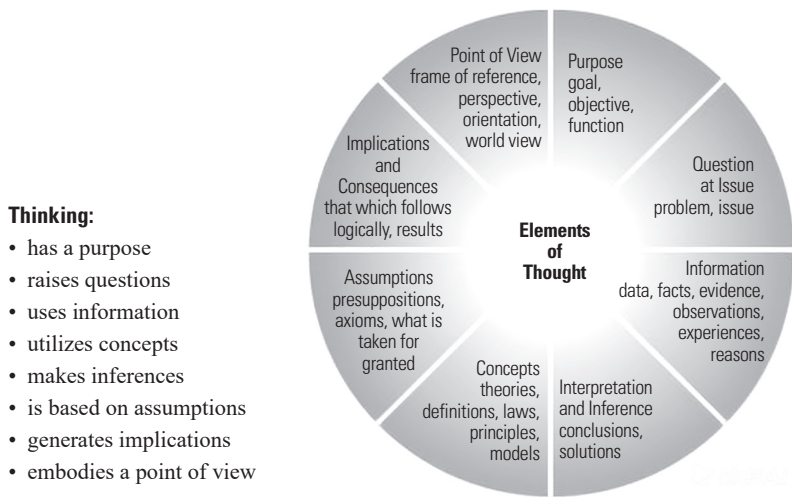 Thinking:
• has a purpose
• raises questions
• uses information
• utilizes concepts
• makes inferences
• is based on assumptions
• generates implications
• embodies a point of view
Elements
of
Thought
Purpose
goal,
objective,
function
Question
at Issue
problem, issue
Information
data, facts, evidence,
observations,
experiences,
reasons
Interpretation
and Inference
conclusions,
solutions
Concepts
theories,
definitions, laws,
principles,
models
Assumptions
presuppositions,
axioms, what is
taken for
granted
Implications
and
Consequences
that which follows
logically, results
Point of View
frame of reference,
perspective,
orientation,
world view